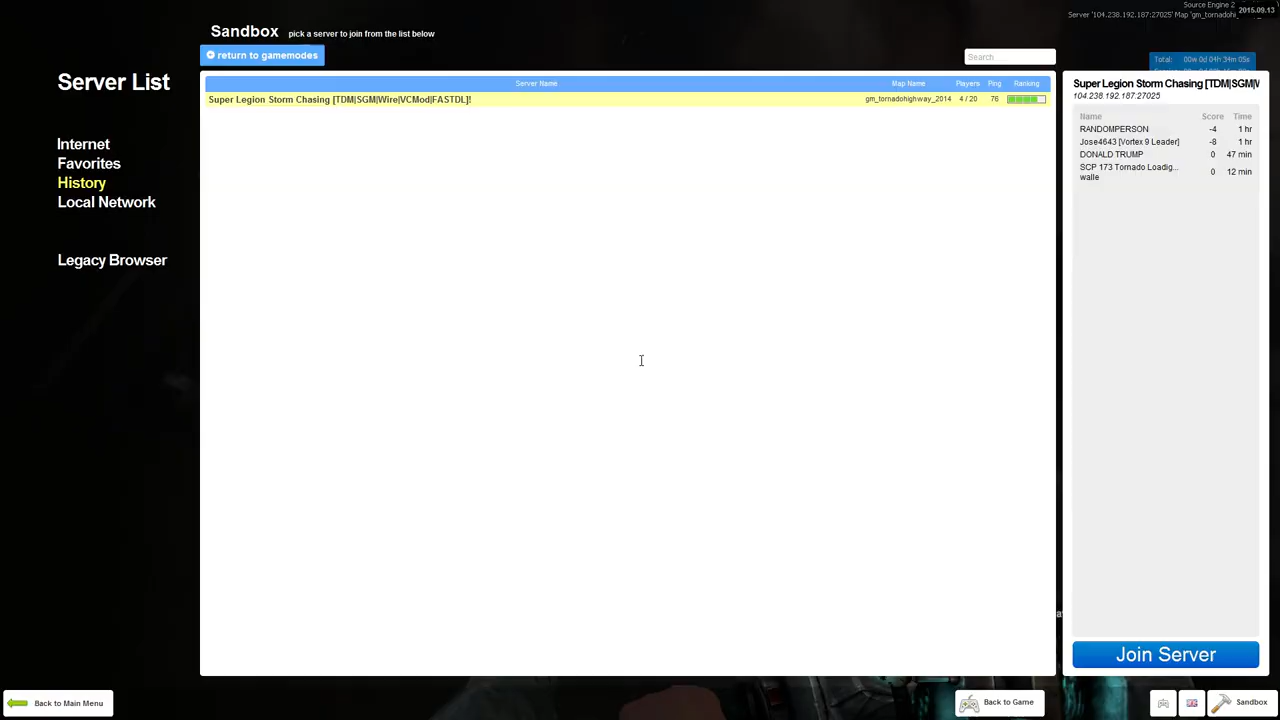 Source Engine 2
2015.09.13
Server '104.238.192.187:27025' Map 'gm_tornadohi
Sandbox pick a server to join from the list below
return to gamemodes
Search...
Total: 00w 0d 04h 34m 05s
Server List
Server Name Map Name Players Ping Ranking
Super Legion Storm Chasing [TDM|SGM|Wire|VCMod|FASTDL]! gm_tornadohighway_2014 4 / 20 76
Super Legion Storm Chasing [TDM|SGM|W
104.238.192.187:27025
Name Score Time
RANDOMPERSON -4 1 hr
Jose4643 [Vortex 9 Leader] -8 1 hr
DONALD TRUMP 0 47 min
SCP 173 Tornado Loadig...
walle 0 12 min
Internet
Favorites
History
Local Network
Legacy Browser
Join Server
Back to Main Menu
Back to Game
Sandbox